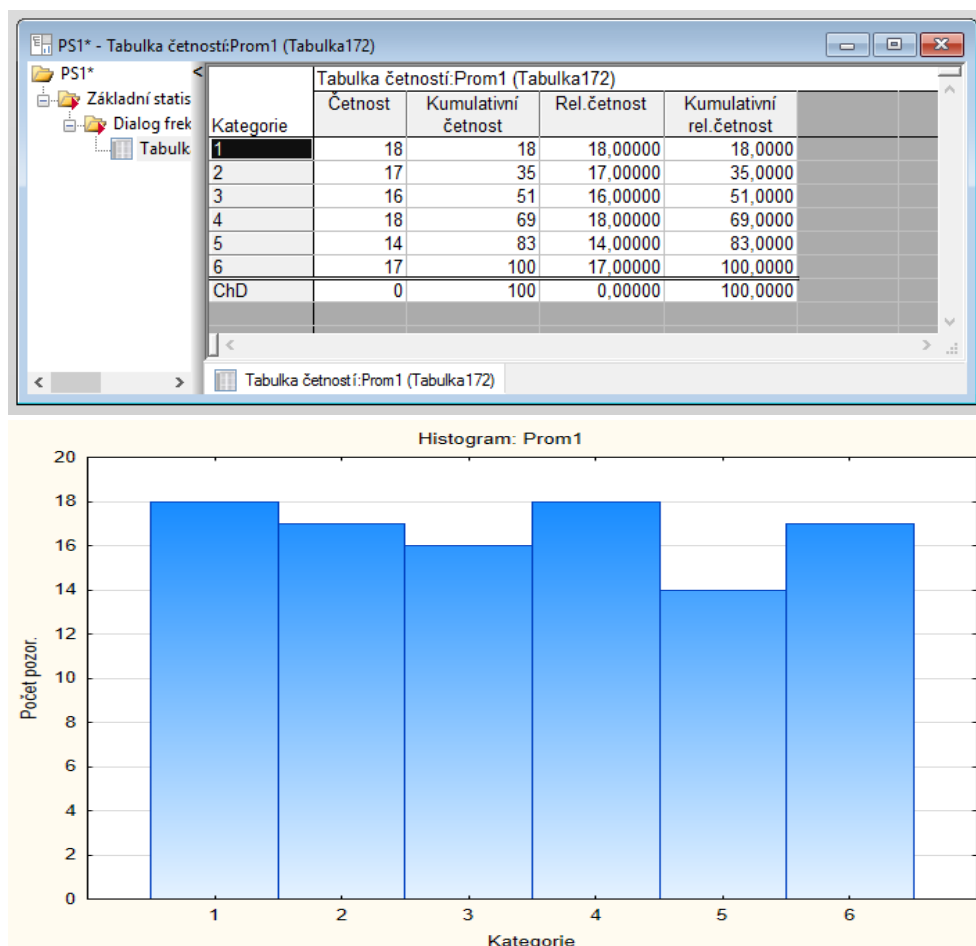 PS1* - Tabulka četností:Prom1 (Tabulka172)
PS1*
Základní statis
Dialog frek
Tabulk
Tabulka četností:Prom1 (Tabulka172)
Kategorie Četnost Kumulativní četnost Rel.četnost Kumulativní rel.četnost
1 18 18 18,00000 18,0000
2 17 35 17,00000 35,0000
3 16 51 16,00000 51,0000
4 18 69 18,00000 69,0000
5 14 83 14,00000 83,0000
6 17 100 17,00000 100,0000
ChD 0 100 0,00000 100,0000
Tabulka četností:Prom1 (Tabulka172)
Histogram: Prom1
Počet pozor.
20
18
16
14
12
10
8
6
4
2
0
1 2 3 4 5 6
Kategorie